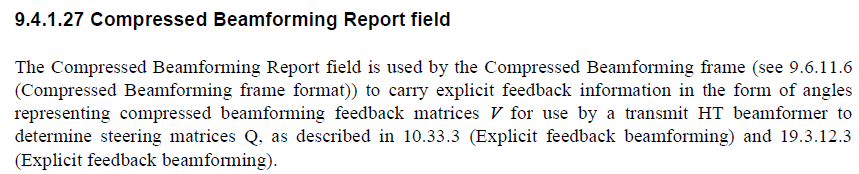 9.4.1.27 Compressed Beamforming Report field
The Compressed Beamforming Report field is used by the Compressed Beamforming frame (see 9.6.11.6
(Compressed Beamforming frame format)) to carry explicit feedback information in the form of angles
representing compressed beamforming feedback matrices V for use by a transmit HT beamformer to
determine steering matrices Q, as described in 10.33.3 (Explicit feedback beamforming) and 19.3.12.3
(Explicit feedback beamforming).